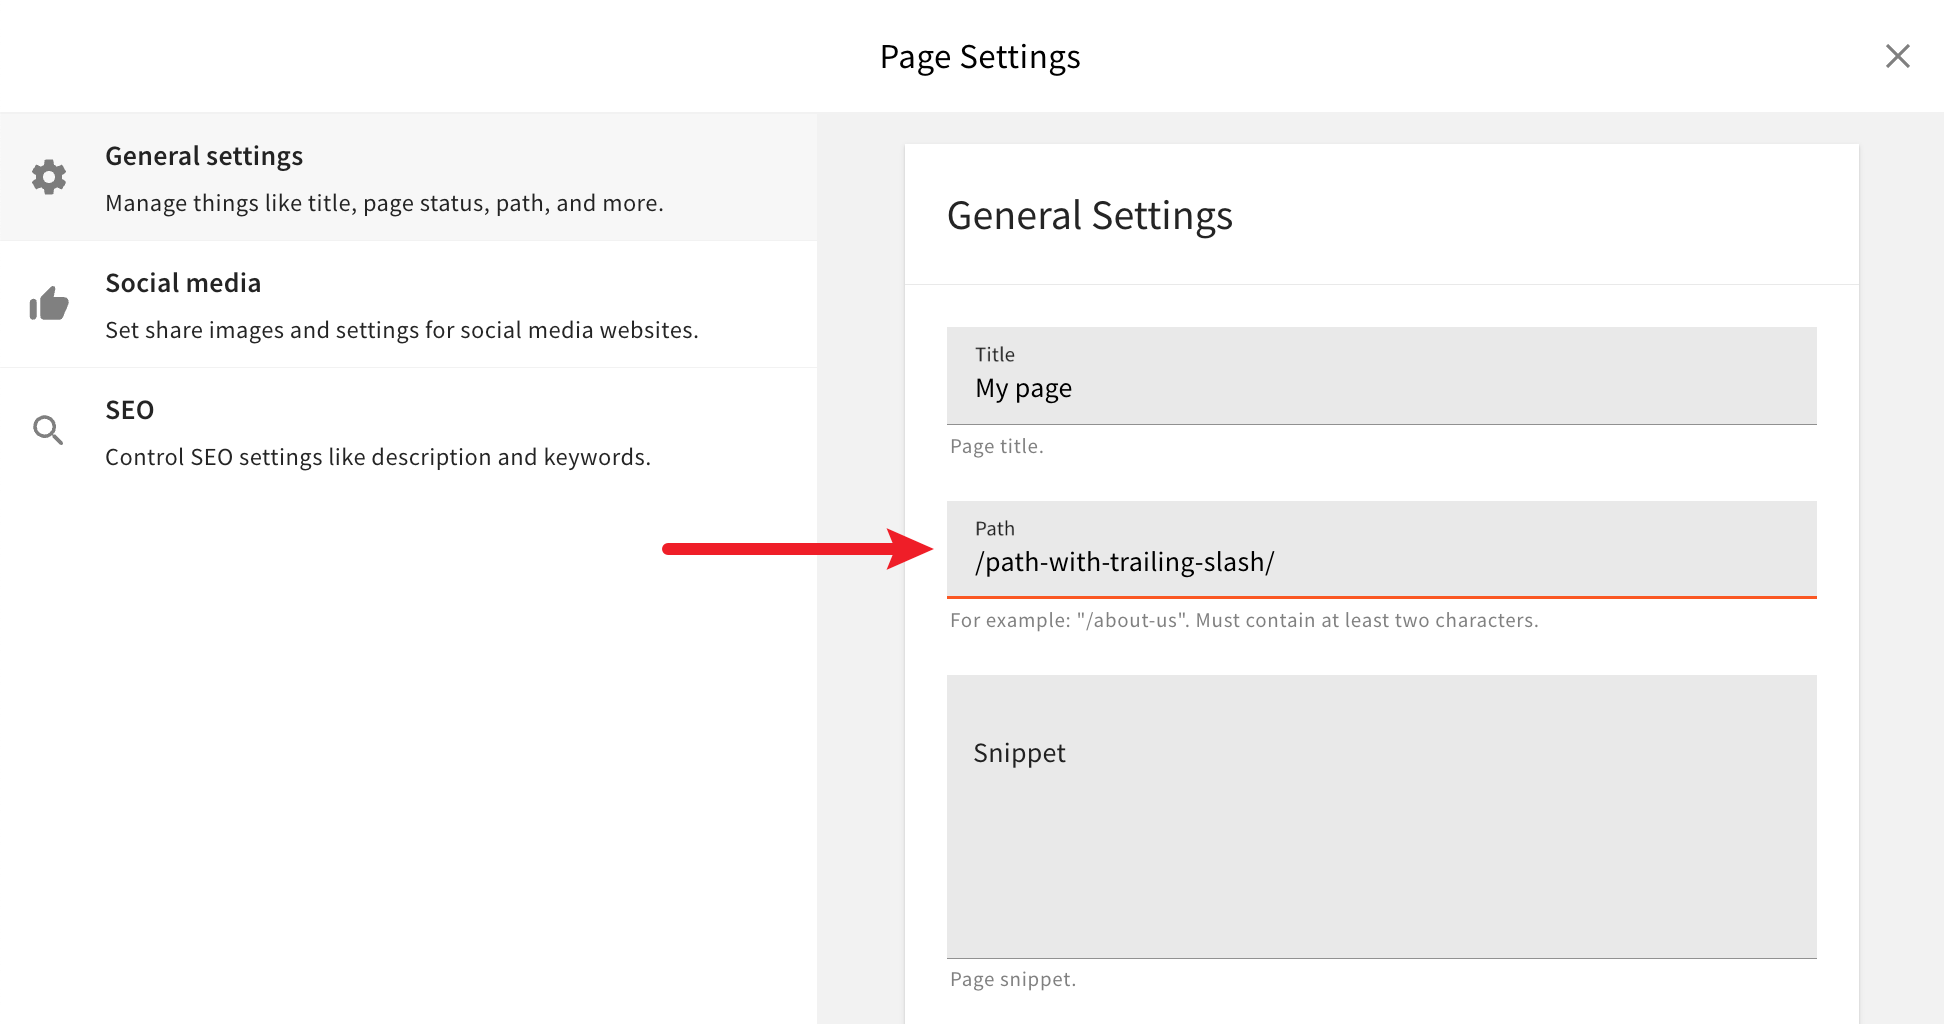 Page Settings
General settings
Manage things like title, page status, path, and more.
Social media
Set share images and settings for social media websites.
SEO
Control SEO settings like description and keywords.
General Settings
Title
My page
Page title.
Path
/path-with-trailing-slash/
For example: "/about-us". Must contain at least two characters.
Snippet
Page snippet.